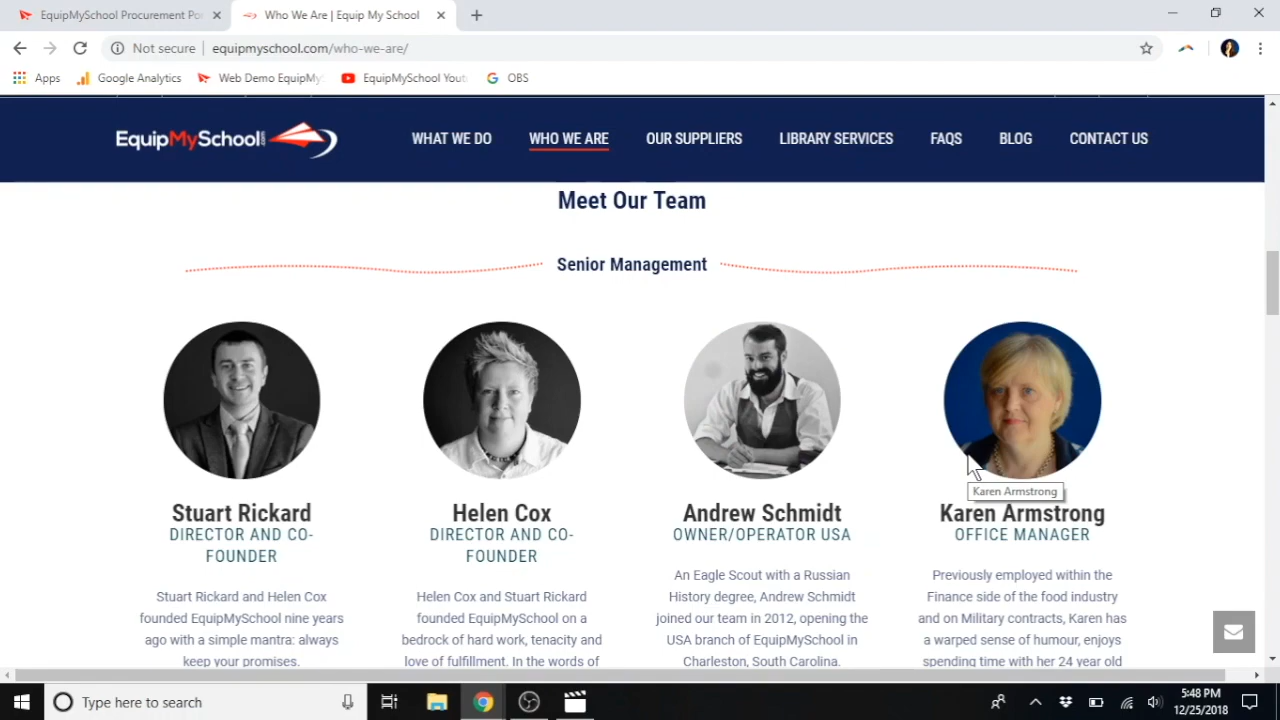 EquipMySchool Procurement Po
Who We Are | Equip My School
Not secure
equipmyschool.com/who-we-are/
Apps
Google Analytics
Web Demo EquipMyS
EquipMySchool Yout
OBS
EquipMySchool.com
WHAT WE DO
WHO WE ARE
OUR SUPPLIERS
LIBRARY SERVICES
FAQS
BLOG
CONTACT US
Meet Our Team
Senior Management
Stuart Rickard
DIRECTOR AND CO-
FOUNDER
Stuart Rickard and Helen Cox
founded EquipMySchool nine years
ago with a simple mantra: always
keep your promises.
Helen Cox
DIRECTOR AND CO-
FOUNDER
Helen Cox and Stuart Rickard
founded EquipMySchool on a
bedrock of hard work, tenacity and
love of fulfillment. In the words of
Andrew Schmidt
OWNER/OPERATOR USA
An Eagle Scout with a Russian
History degree, Andrew Schmidt
joined our team in 2012, opening the
USA branch of EquipMySchool in
Charleston, South Carolina.
Karen Armstrong
Karen Armstrong
OFFICE MANAGER
Previously employed within the
Finance side of the food industry
and on Military contracts, Karen has
a warped sense of humour, enjoys
spending time with her 24 year old
Type here to search
5:48 PM
12/25/2018